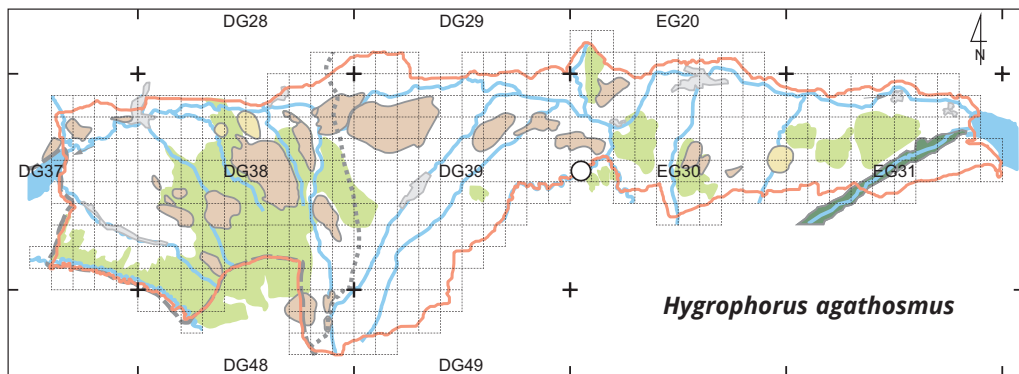 DG28 DG29 EG20
N
DG37 DG38 DG39 EG30 EG31
Hygrophorus agathosmus
DG48 DG49